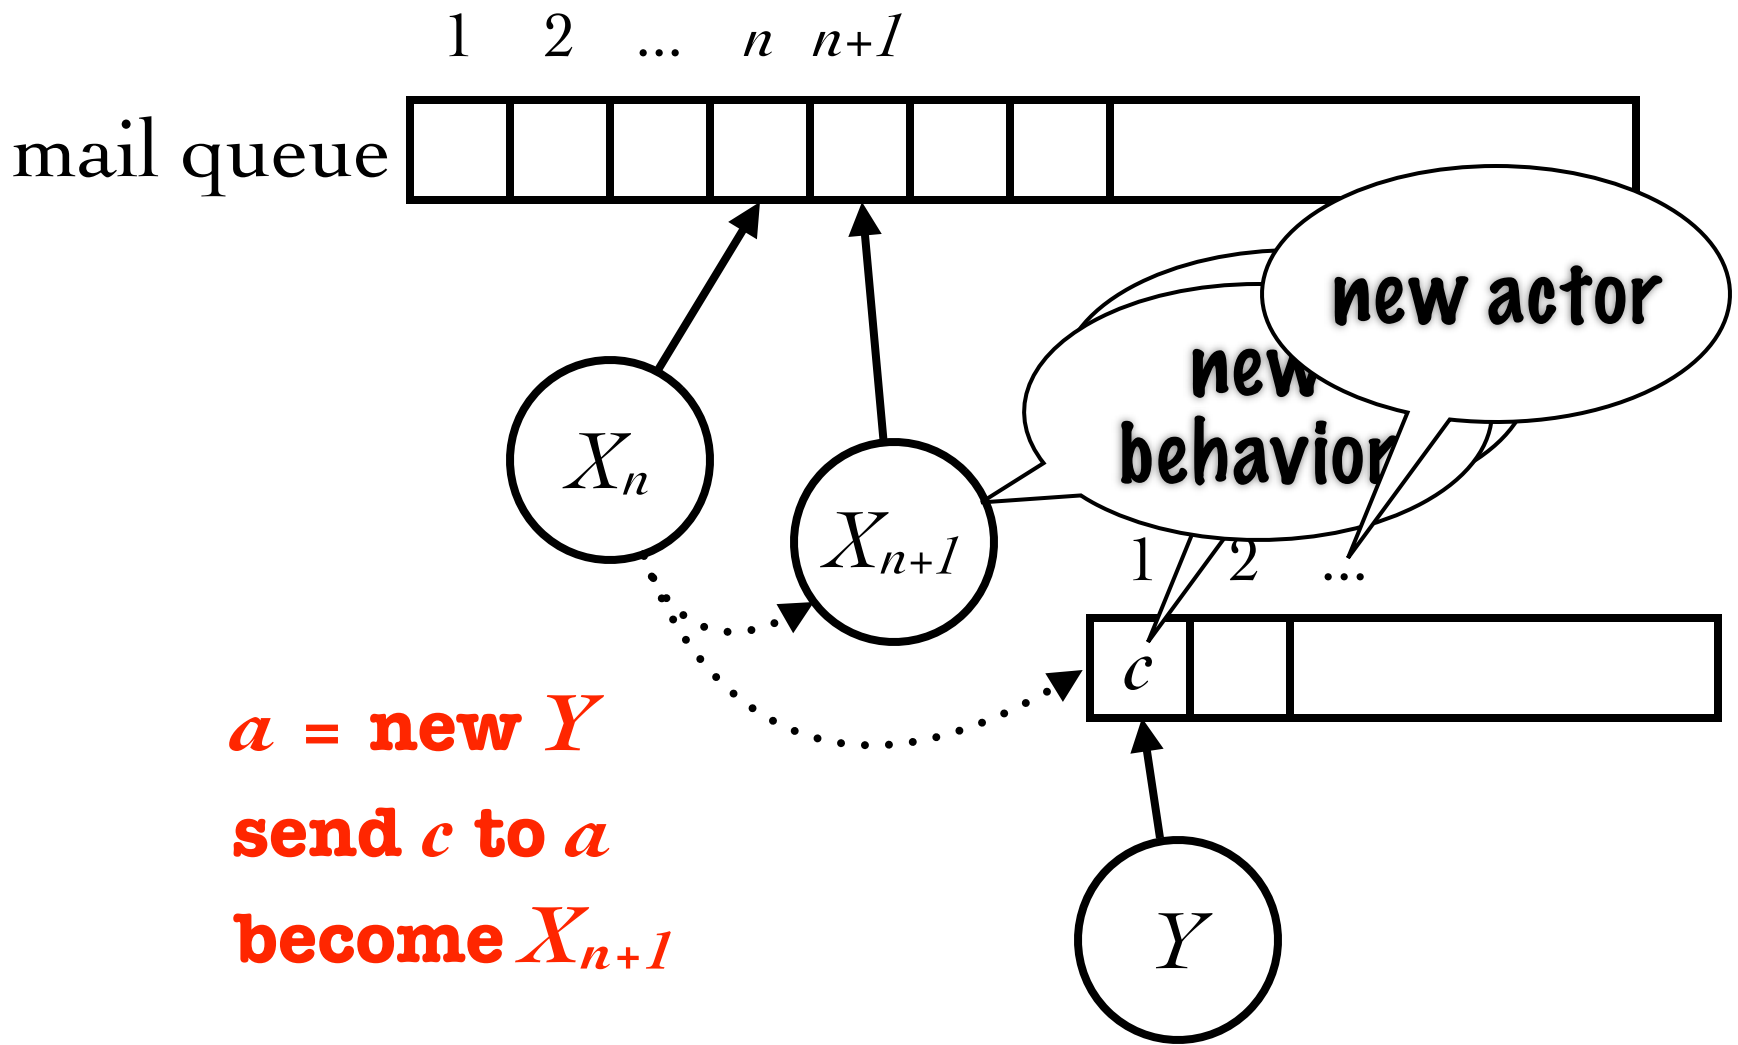 1 2 ... n n+1
mail queue
new actor
new
behavior
Xn
Xn+1
1 2 ...
c
a = new Y
send c to a
become Xn+1
Y